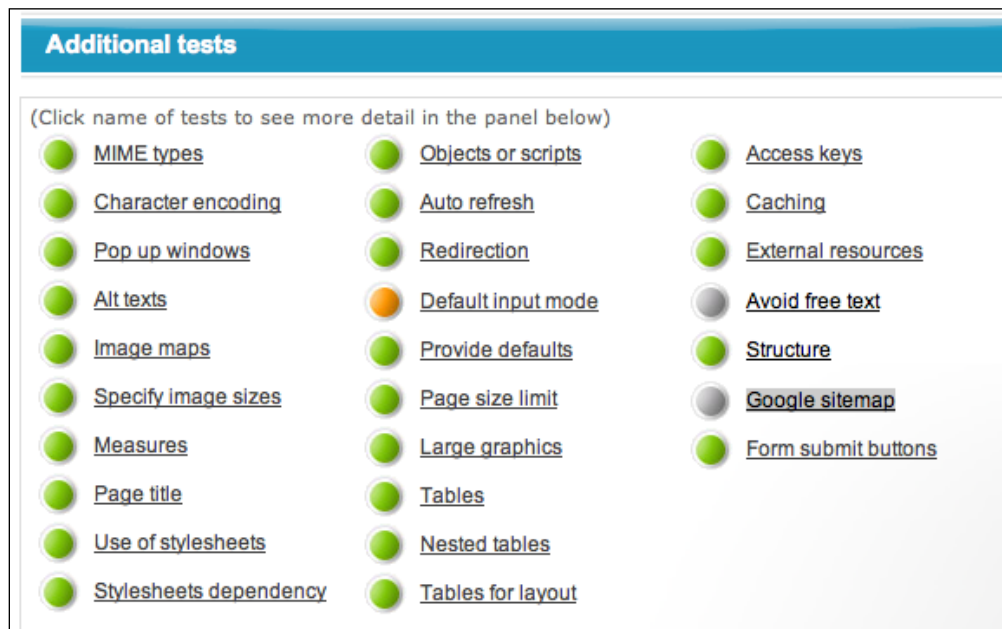 Additional tests
(Click name of tests to see more detail in the panel below)
MIME types
Character encoding
Pop up windows
Alt texts
Image maps
Specify image sizes
Measures
Page title
Use of stylesheets
Stylesheets dependency
Objects or scripts
Auto refresh
Redirection
Default input mode
Provide defaults
Page size limit
Large graphics
Tables
Nested tables
Tables for layout
Access keys
Caching
External resources
Avoid free text
Structure
Google sitemap
Form submit buttons